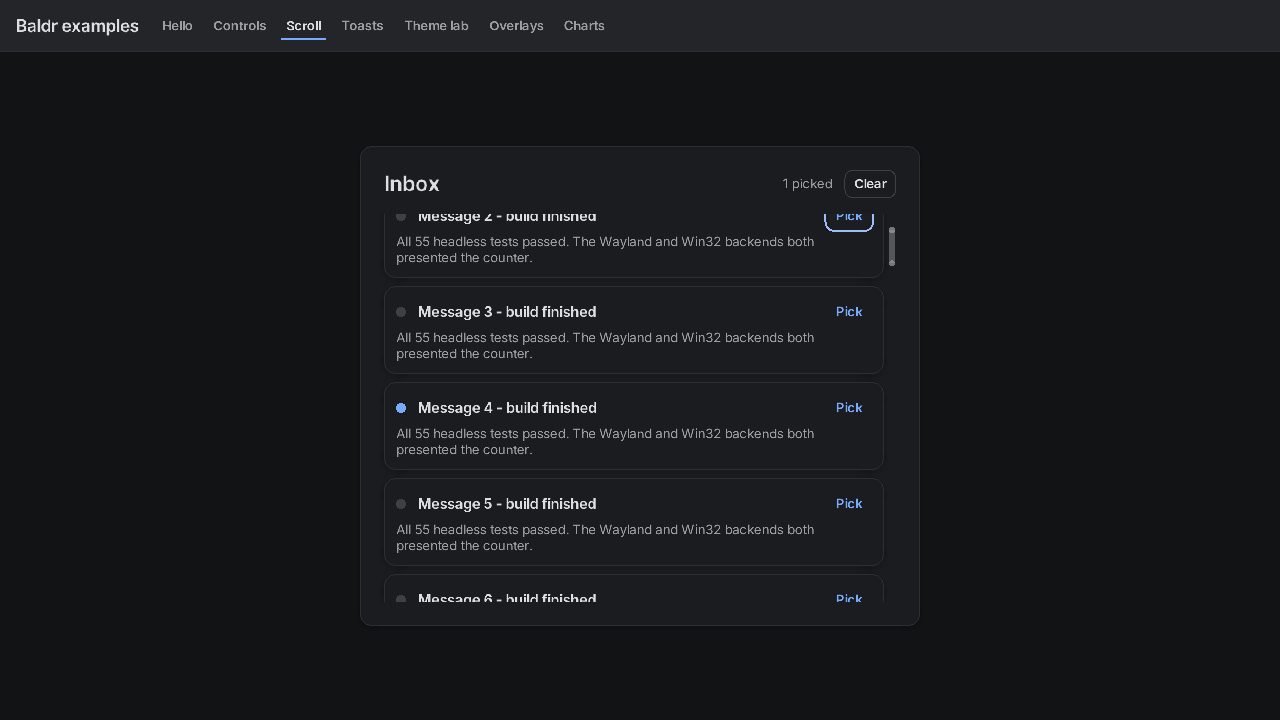 Baldr examples Hello Controls Scroll Toasts Theme lab Overlays Charts
Inbox 1 picked Clear
Message 2 - build finished Pick
All 55 headless tests passed. The Wayland and Win32 backends both
presented the counter.
Message 3 - build finished Pick
All 55 headless tests passed. The Wayland and Win32 backends both
presented the counter.
Message 4 - build finished Pick
All 55 headless tests passed. The Wayland and Win32 backends both
presented the counter.
Message 5 - build finished Pick
All 55 headless tests passed. The Wayland and Win32 backends both
presented the counter.
Message 6 - build finished Pick